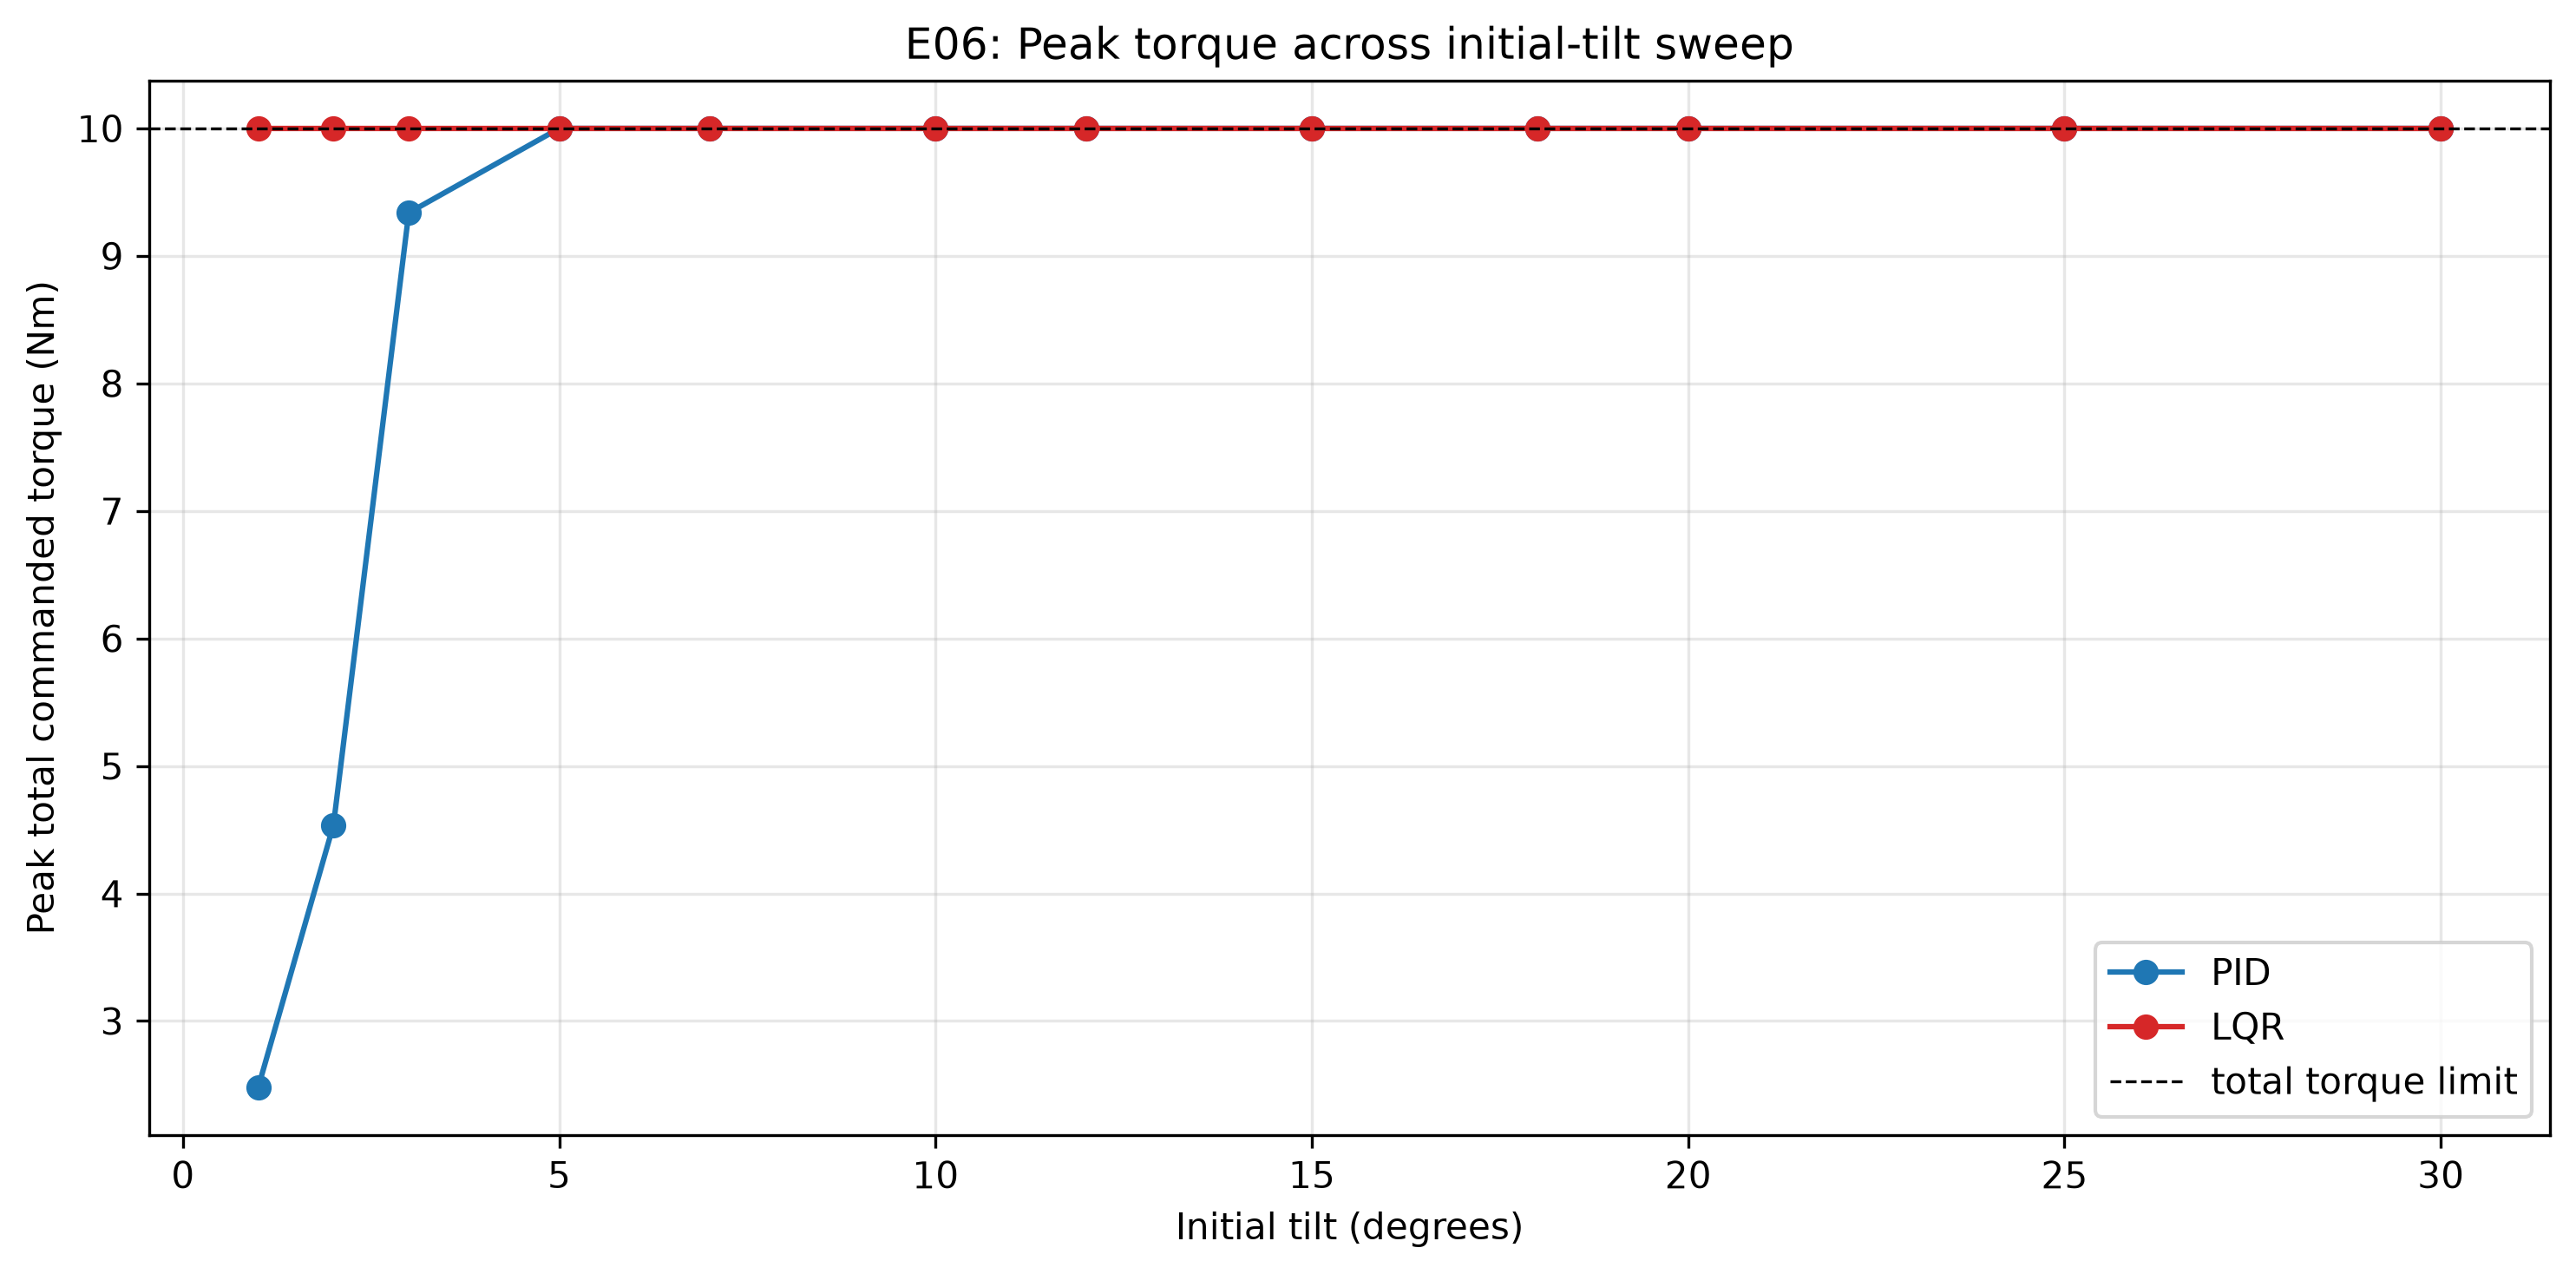 E06: Peak torque across initial-tilt sweep
Peak total commanded torque (Nm)
10
9
8
7
6
5
4
3
PID
LQR
total torque limit
0 5 10 15 20 25 30
Initial tilt (degrees)